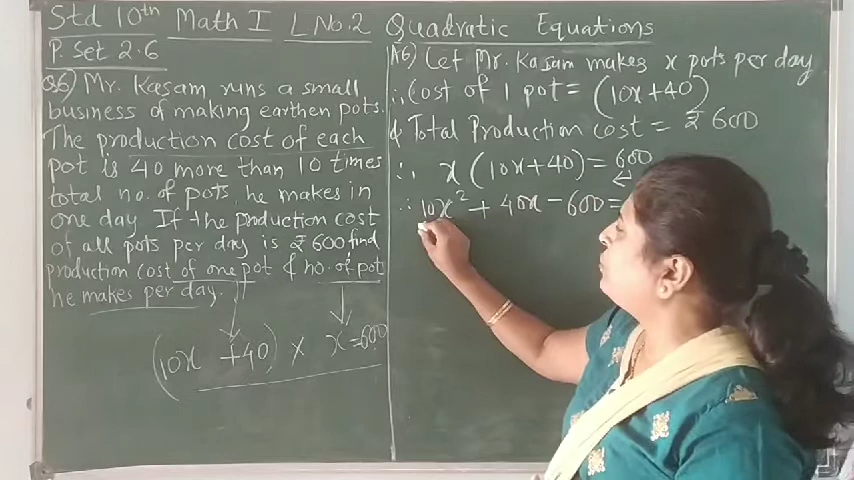 Std 10th Math I L No.2 Quadratic Equations
P. Set 2.6
Q6) Mr. Kasam runs a small
business of making earthen pots.
The production cost of each
pot is 40 more than 10 times
total no. of pots, he makes in
one day. If the production cost
of all pots per day is ₹ 600 find
production cost of one pot & no. of pot
he makes per day.
(10x +40) × x=600
A6) Let Mr. Kasam makes x pots per day
∴ Cost of 1 pot = (10x+40)
& Total Production cost = ₹ 600
∴ x(10x+40) = 600
∴ 10x² + 40x - 600 =